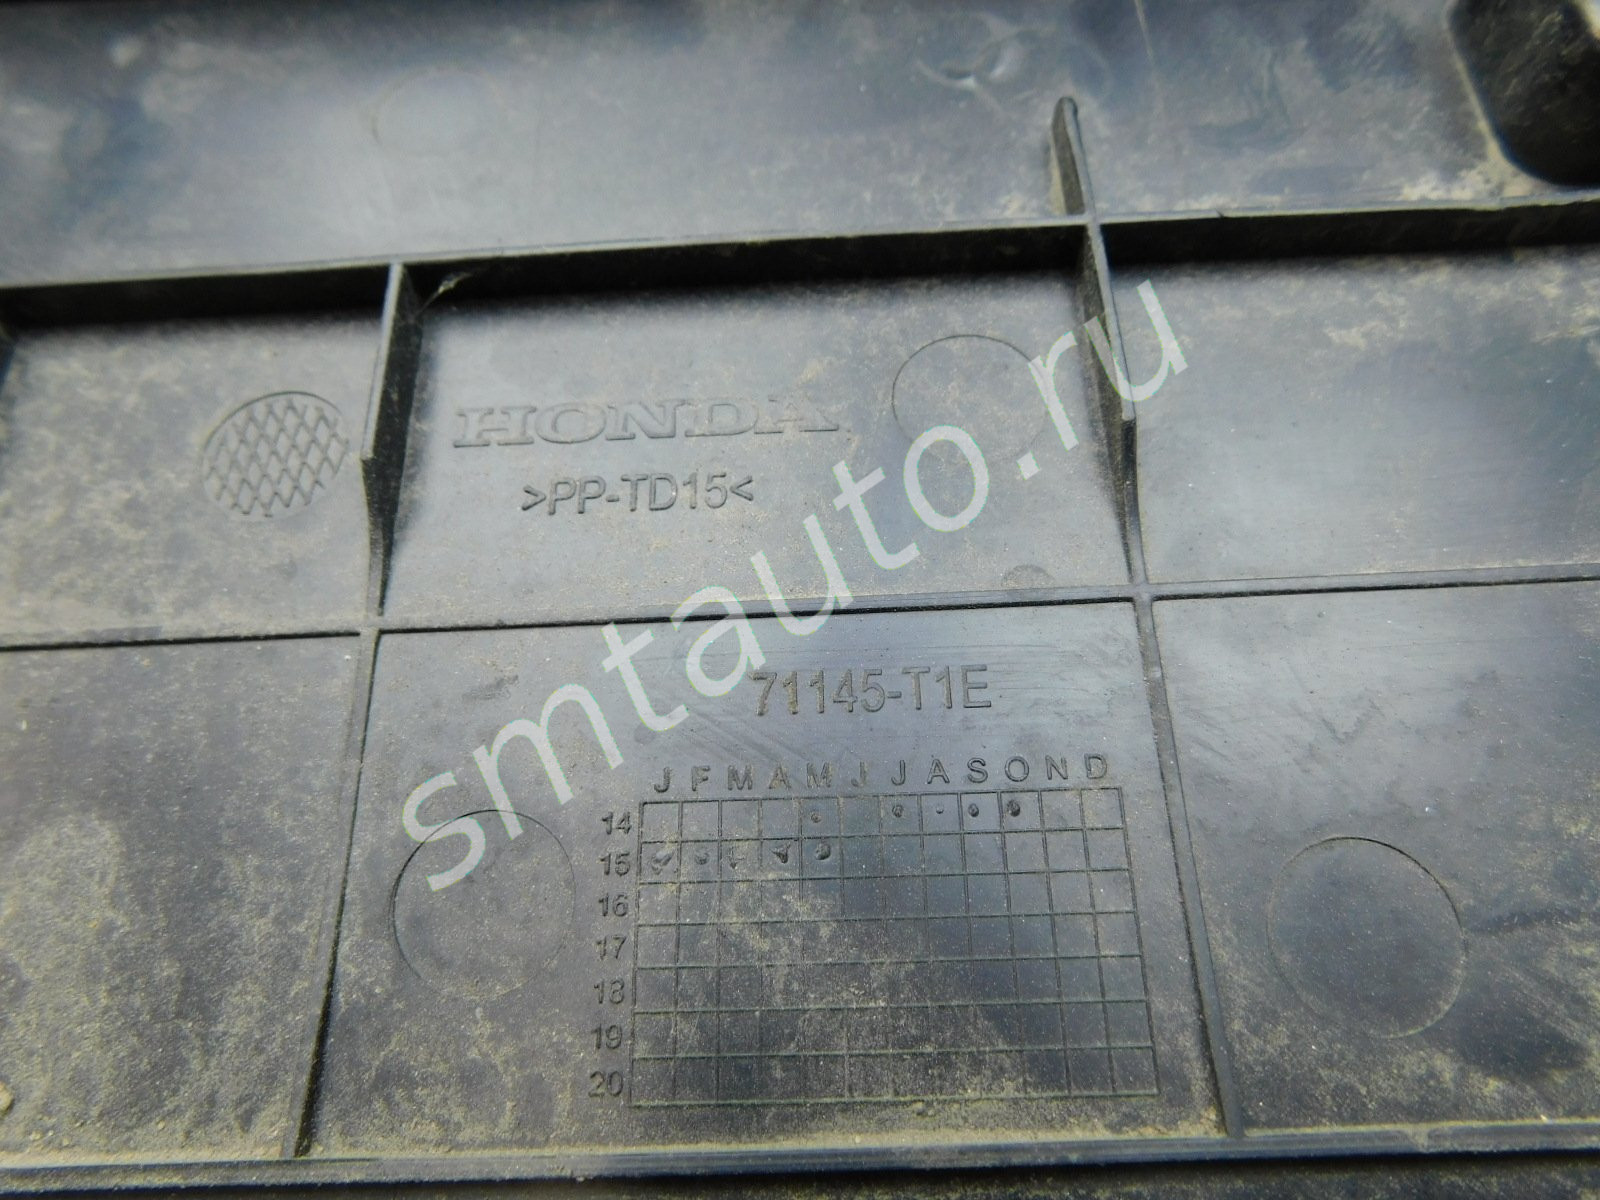 HONDA
>PP-TD15<
smtauto.ru
71145-T1E
J F M A M J J A S O N D
14
15
16
17
18
19
20